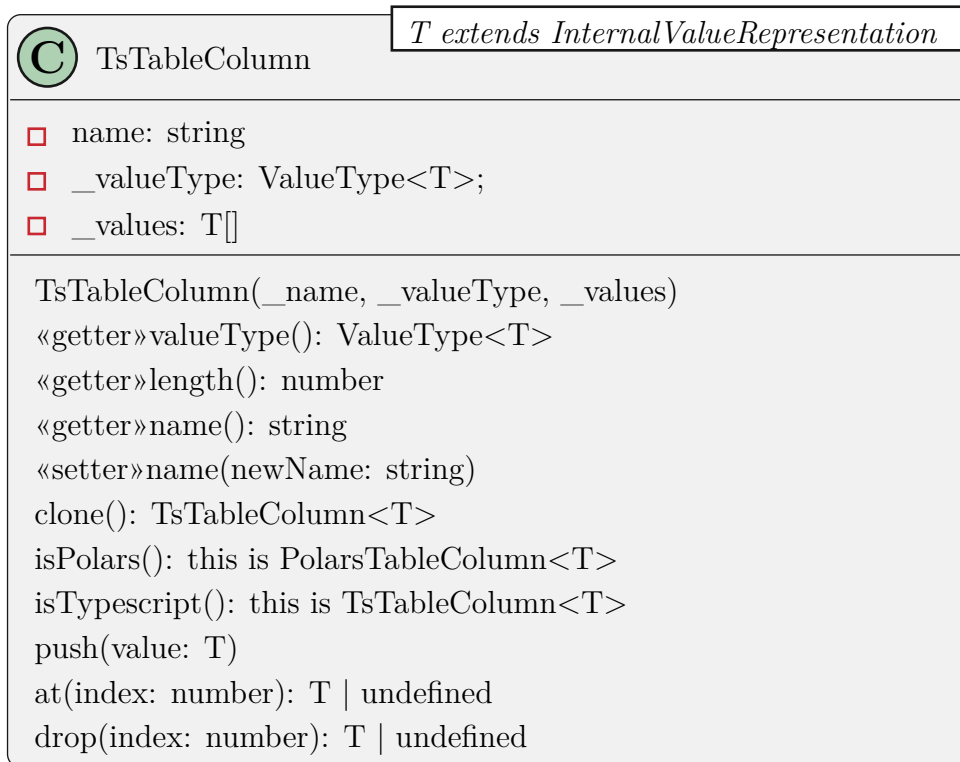 T extends InternalValueRepresentation
C TsTableColumn
name: string
_valueType: ValueType<T>;
_values: T[]
TsTableColumn(_name, _valueType, _values)
«getter»valueType(): ValueType<T>
«getter»length(): number
«getter»name(): string
«setter»name(newName: string)
clone(): TsTableColumn<T>
isPolars(): this is PolarsTableColumn<T>
isTypescript(): this is TsTableColumn<T>
push(value: T)
at(index: number): T | undefined
drop(index: number): T | undefined